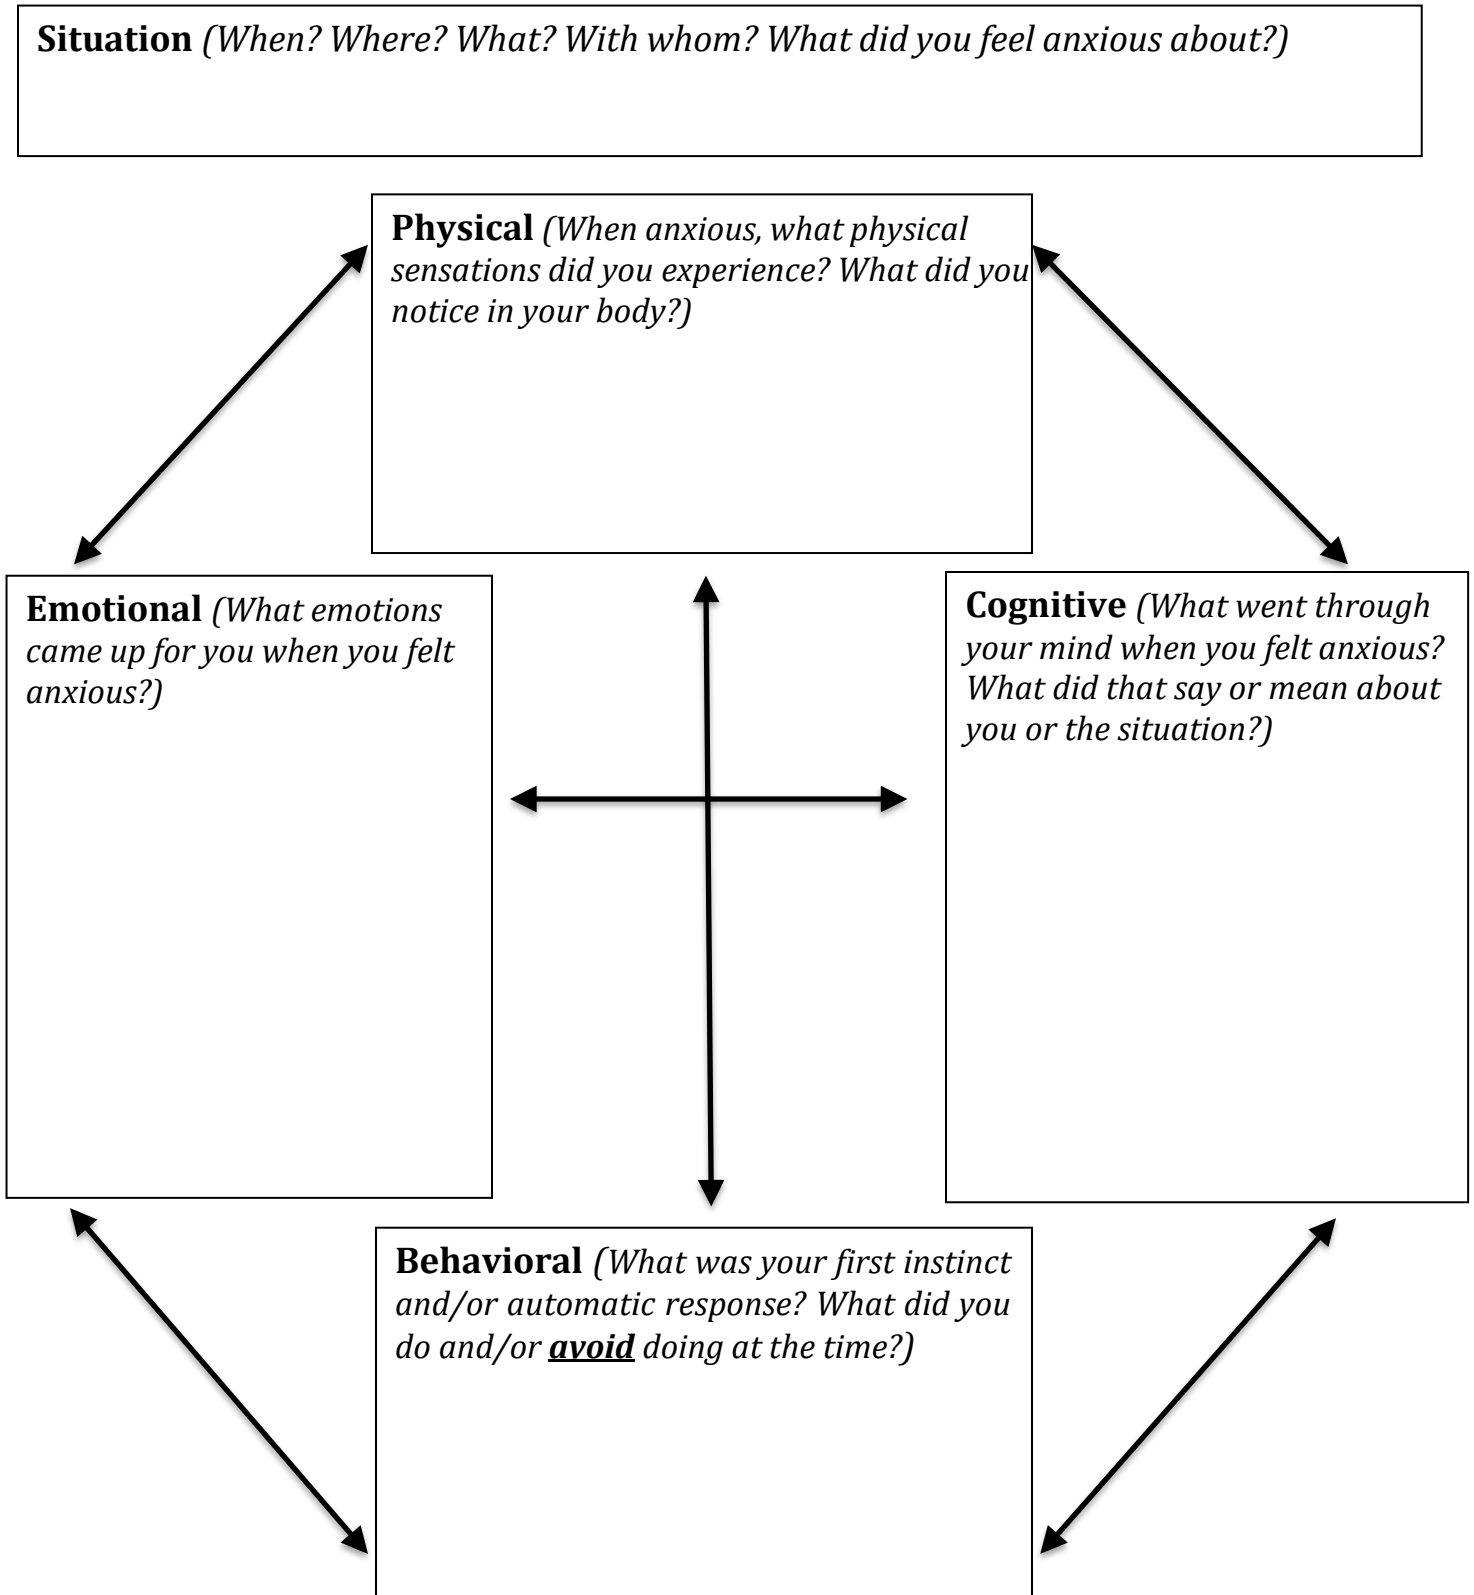 Situation (When? Where? What? With whom? What did you feel anxious about?)
Physical (When anxious, what physical
sensations did you experience? What did you
notice in your body?)
Emotional (What emotions
came up for you when you felt
anxious?)
Cognitive (What went through
your mind when you felt anxious?
What did that say or mean about
you or the situation?)
Behavioral (What was your first instinct
and/or automatic response? What did you
do and/or avoid doing at the time?)